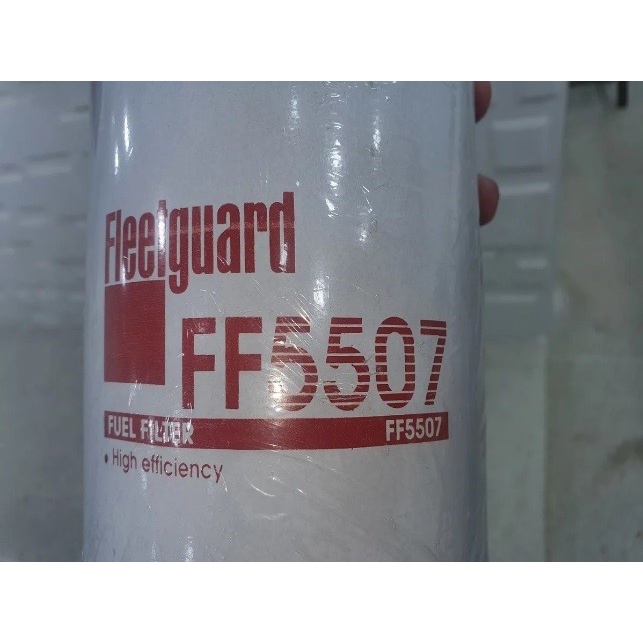 Fleetguard
FF5507
FUEL FILTER FF5507
• High efficiency